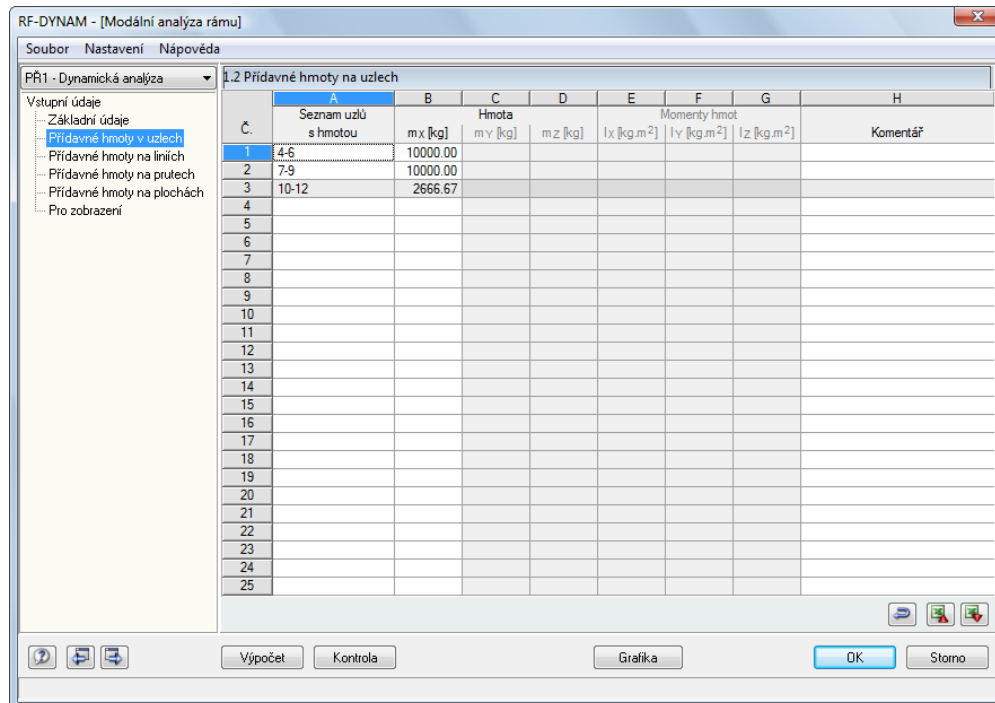 RF-DYNAM - [Modální analýza rámu]
Soubor Nastavení Nápověda
PŘ1 - Dynamická analýza
1.2 Přídavné hmoty na uzlech
Vstupní údaje
Základní údaje
Přídavné hmoty v uzlech
Přídavné hmoty na liniích
Přídavné hmoty na prutech
Přídavné hmoty na plochách
Pro zobrazení
A B C D E F G H
Seznam uzlů Hmota Momenty hmot
Č. s hmotou mX [kg] mY [kg] mZ [kg] IX [kg.m2] IY [kg.m2] IZ [kg.m2] Komentář
1 4-6 10000.00
2 7-9 10000.00
3 10-12 2666.67
4
5
6
7
8
9
10
11
12
13
14
15
16
17
18
19
20
21
22
23
24
25
Výpočet Kontrola Grafika OK Storno